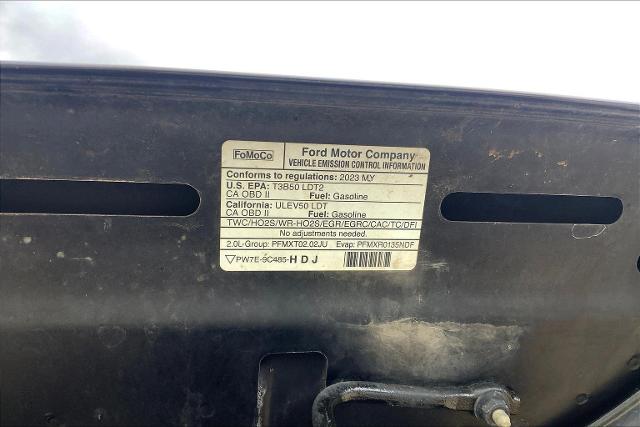 FoMoCo
Ford Motor Company
VEHICLE EMISSION CONTROL INFORMATION
Conforms to regulations: 2023 MY
U.S. EPA: T3B50 LDT2
CA OBD II Fuel: Gasoline
California: ULEV50 LDT
CA OBD II Fuel: Gasoline
TWC/HO2S/WR-HO2S/EGR/EGRC/CAC/TC/DFI
No adjustments needed.
2.0L-Group: PFMXT02.02JU Evap: PFMXR0135NDF
PW7E-9C485-HDJ